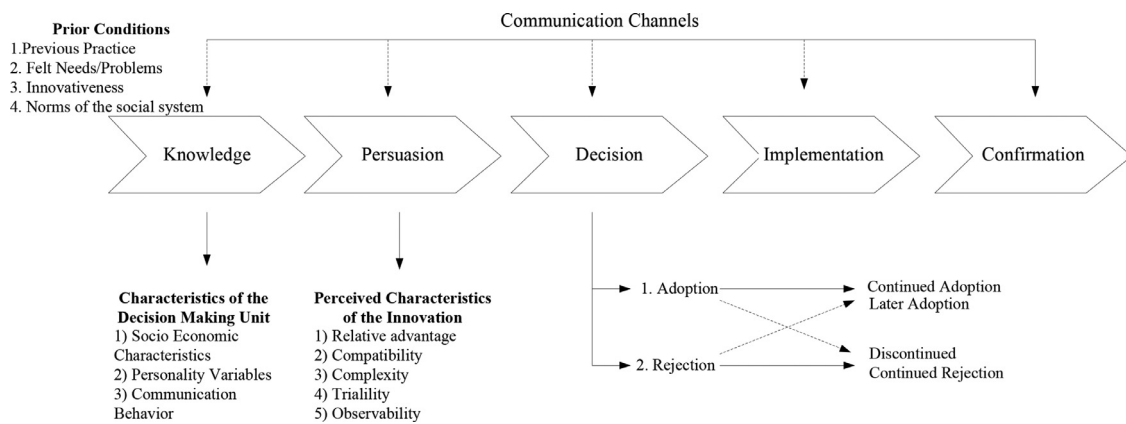 Communication Channels
Prior Conditions
1.Previous Practice
2. Felt Needs/Problems
3. Innovativeness
4. Norms of the social system
Knowledge
Persuasion
Decision
Implementation
Confirmation
Characteristics of the
Decision Making Unit
1) Socio Economic
Characteristics
2) Personality Variables
3) Communication
Behavior
Perceived Characteristics
of the Innovation
1) Relative advantage
2) Compatibility
3) Complexity
4) Trialility
5) Observability
1. Adoption
2. Rejection
Continued Adoption
Later Adoption
Discontinued
Continued Rejection